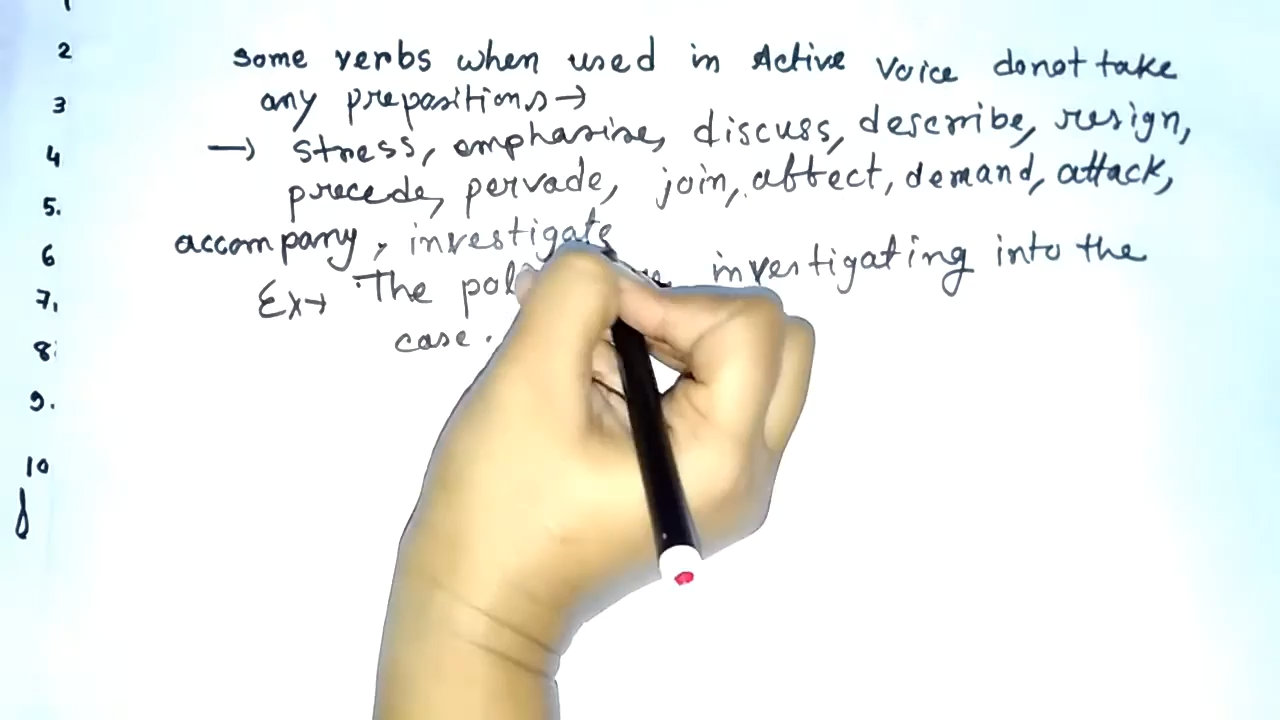 2
3
4
5.
6
7.
8:
9.
10
some verbs when used in Active Voice donot take
any prepasitions→
→ stress, emphasise, discuss, describe, resign,
precede, pervade, join, affect, demand, attack,
accompany, investigate
Ex→ The investigating into the
case.